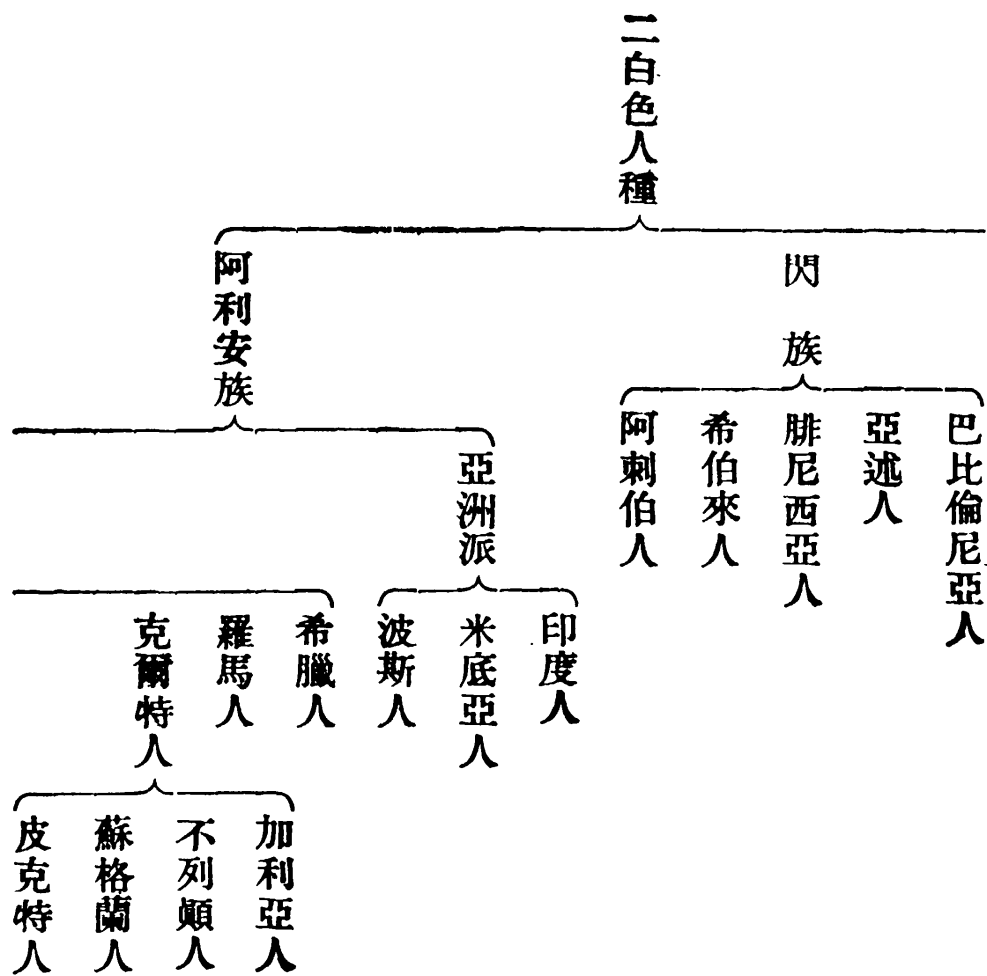 二白色人種
閃族
巴比倫尼亞人
亞述人
腓尼西亞人
希伯來人
阿剌伯人
阿利安族
亞洲派
印度人
米底亞人
波斯人
希臘人
羅馬人
克爾特人
加利亞人
不列顚人
蘇格蘭人
皮克特人